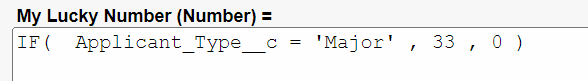 My Lucky Number (Number) =
IF(  Applicant_Type__c = 'Major' , 33 , 0 )